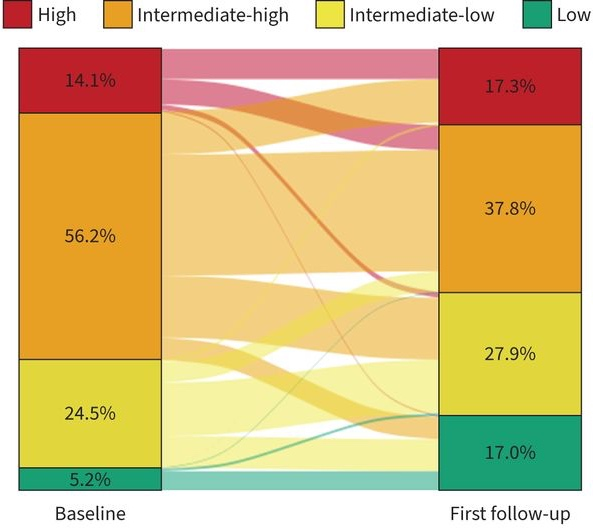 High Intermediate-high Intermediate-low Low
14.1% 17.3%
56.2% 37.8%
24.5% 27.9%
5.2% 17.0%
Baseline First follow-up